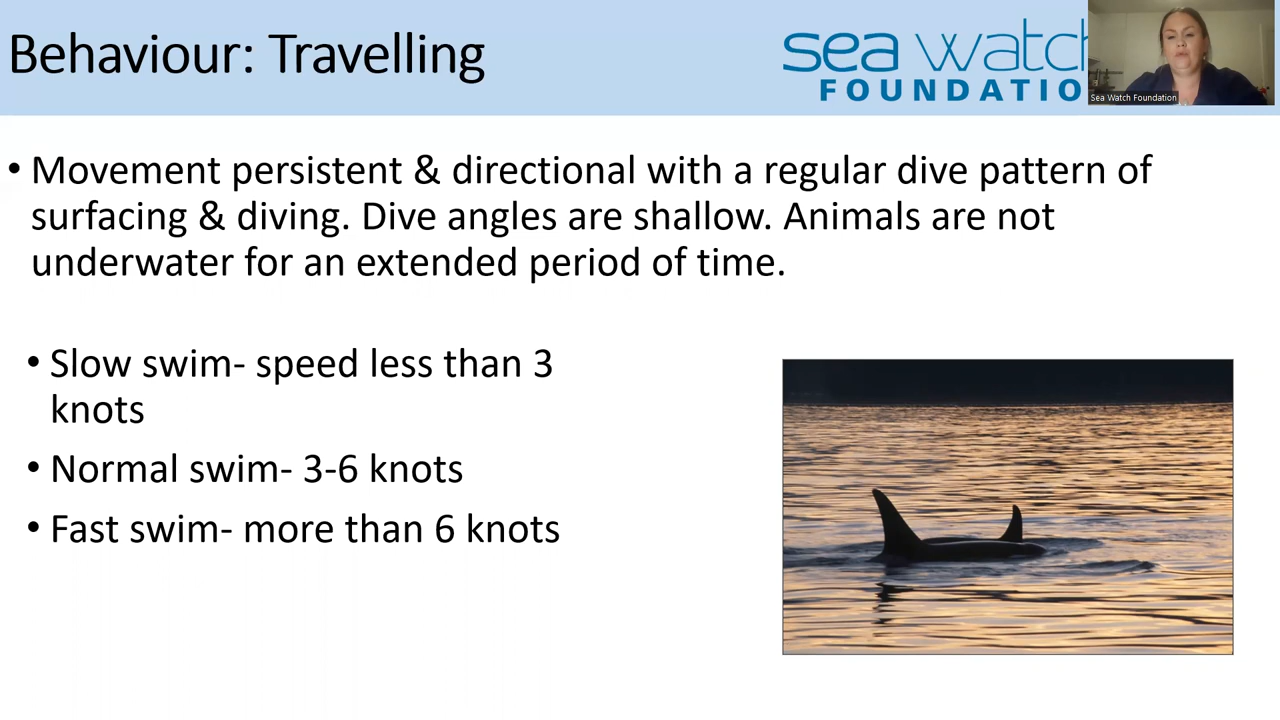 Behaviour: Travelling
sea watch
FOUNDATIO
Sea Watch Foundation
• Movement persistent & directional with a regular dive pattern of
surfacing & diving. Dive angles are shallow. Animals are not
underwater for an extended period of time.
• Slow swim- speed less than 3
knots
• Normal swim- 3-6 knots
• Fast swim- more than 6 knots